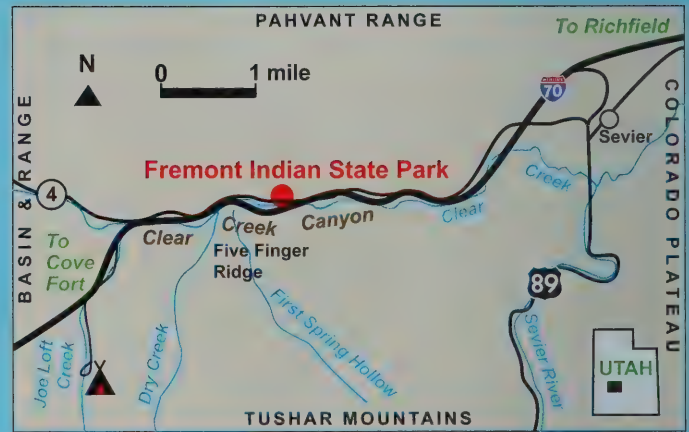 PAHVANT RANGE
To Richfield
N
0 1 mile
70
BASIN & RANGE
COLORADO PLATEAU
Sevier
Fremont Indian State Park
4
Creek
Clear
Clear Creek Canyon
To
Cove
Fort
Five Finger
Ridge
89
First Spring Hollow
Joe Loft
Creek
Dry Creek
Sevier River
UTAH
TUSHAR MOUNTAINS